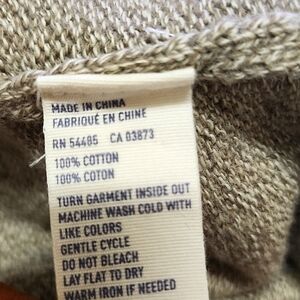 MADE IN CHINA
FABRIQUÉ EN CHINE
RN 54485 CA 03873
100% COTTON
100% COTON
TURN GARMENT INSIDE OUT
MACHINE WASH COLD WITH
LIKE COLORS
GENTLE CYCLE
DO NOT BLEACH
LAY FLAT TO DRY
WARM IRON IF NEEDED